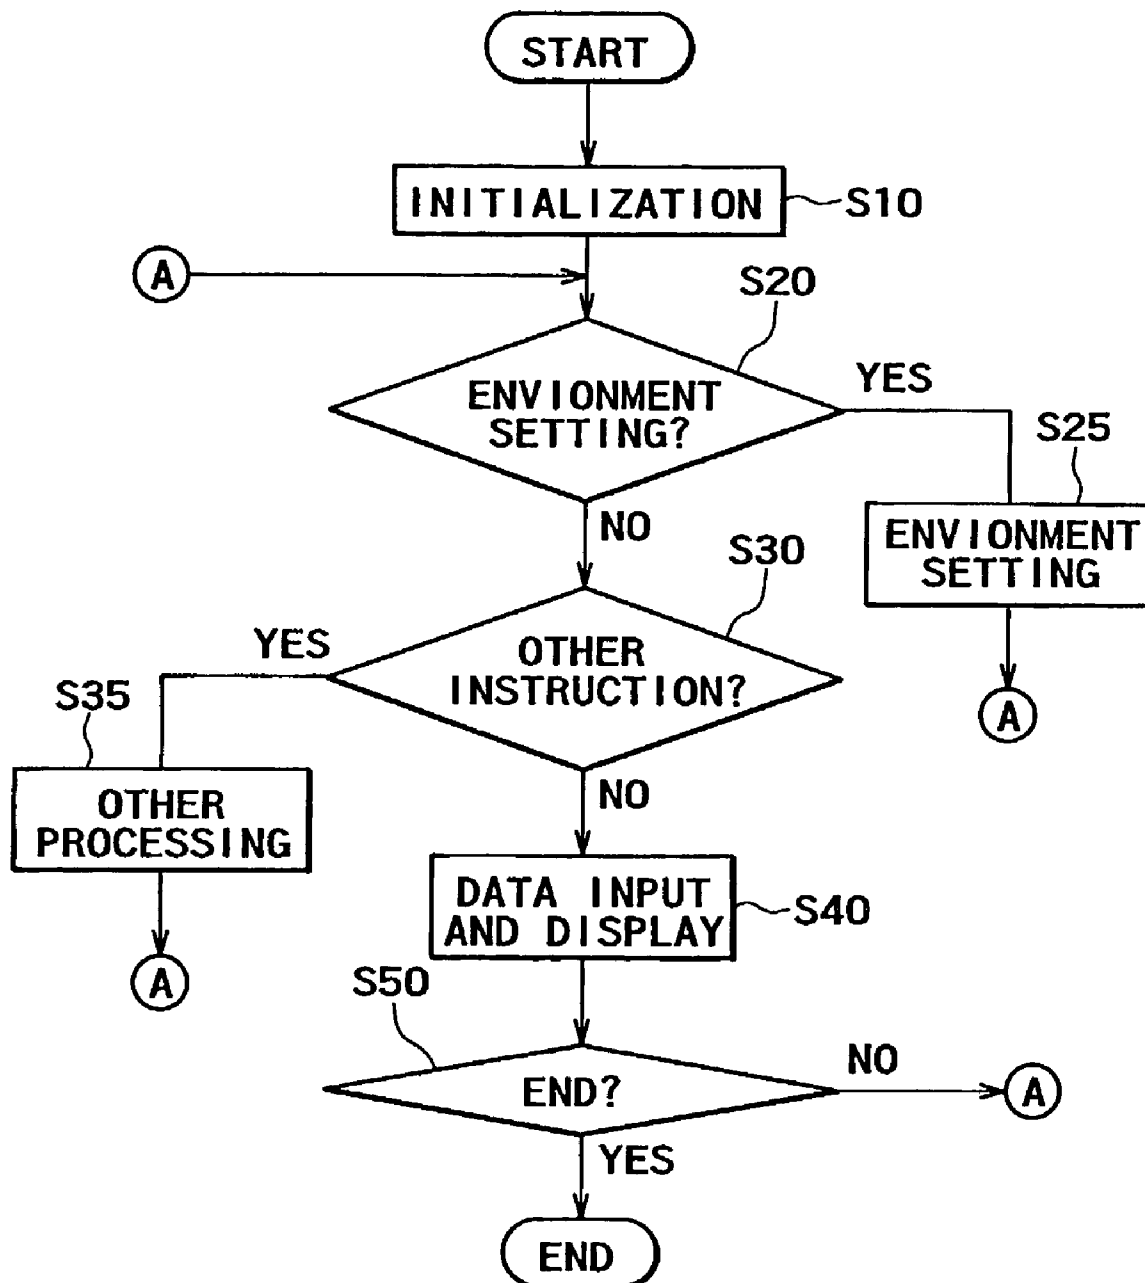 START
INITIALIZATION
S10
A
S20
ENVIONMENT
SETTING?
YES
S25
ENVIONMENT
SETTING
A
NO
S30
OTHER
INSTRUCTION?
YES
S35
OTHER
PROCESSING
A
NO
DATA INPUT
AND DISPLAY
S40
S50
END?
NO
A
YES
END